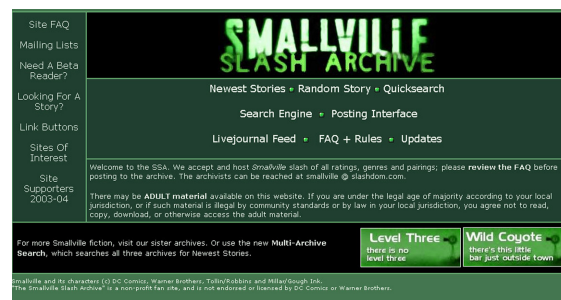 Site FAQ
Mailing Lists
Need A Beta
Reader?
Looking For A
Story?
Link Buttons
Sites Of
Interest
Site
Supporters
2003-04
SMALLVILLE
SLASH ARCHIVE
Newest Stories • Random Story • Quicksearch
Search Engine • Posting Interface
Livejournal Feed • FAQ + Rules • Updates
Welcome to the SSA. We accept and host Smallville slash of all ratings, genres and pairings; please review the FAQ before
posting to the archive. The archivists can be reached at smallville @ slashdom.com.
There may be ADULT material available on this website. If you are under the legal age of majority according to your local
jurisdiction, or if such material is illegal by community standards or by law in your local jurisdiction, you agree not to read,
copy, download, or otherwise access the adult material.
For more Smallville fiction, visit our sister archives. Or use the new Multi-Archive
Search, which searches all three archives for Newest Stories.
Level Three
there is no
level three
Wild Coyote
there's this little
bar just outside town
Smallville and its characters (c) DC Comics, Warner Brothers, Tollin/Robbins and Millar/Gough Ink.
"The Smallville Slash Archive" is a non-profit fan site, and is not endorsed or licensed by DC Comics or Warner Brothers.